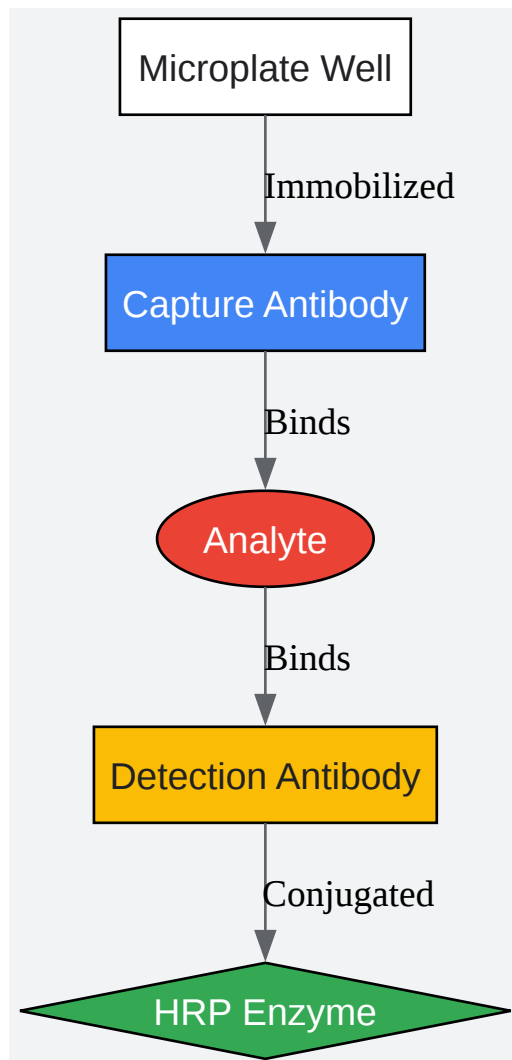 Microplate Well
Immobilized
Capture Antibody
Binds
Analyte
Binds
Detection Antibody
Conjugated
HRP Enzyme